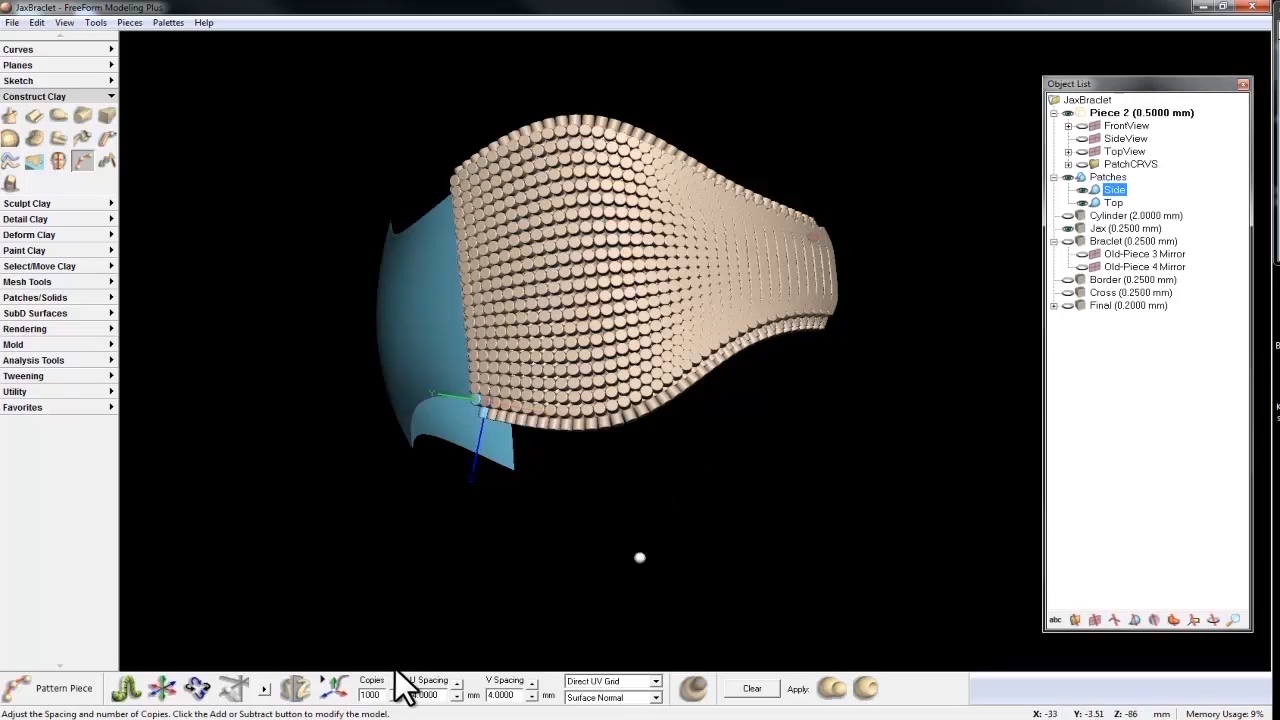 JaxBraclet - FreeForm Modeling Plus
File Edit View Tools Pieces Palettes Help
Curves
Planes
Sketch
Construct Clay
Sculpt Clay
Detail Clay
Deform Clay
Paint Clay
Select/Move Clay
Mesh Tools
Patches/Solids
SubD Surfaces
Rendering
Mold
Analysis Tools
Tweening
Utility
Favorites
Object List
JaxBraclet
Piece 2 (0.5000 mm)
FrontView
SideView
TopView
PatchCRVS
Patches
Side
Top
Cylinder (2.0000 mm)
Jax (0.2500 mm)
Braclet (0.2500 mm)
Old-Piece 3 Mirror
Old-Piece 4 Mirror
Border (0.2500 mm)
Cross (0.2500 mm)
Final (0.2000 mm)
abc
Pattern Piece
Copies
1000
U Spacing
mm
V Spacing
4.0000
mm
Direct UV Grid
Surface Normal
Clear
Apply:
Adjust the Spacing and number of Copies. Click the Add or Subtract button to modify the model.
X: -33 Y: -3.51 Z: -86 mm Memory Usage: 9%